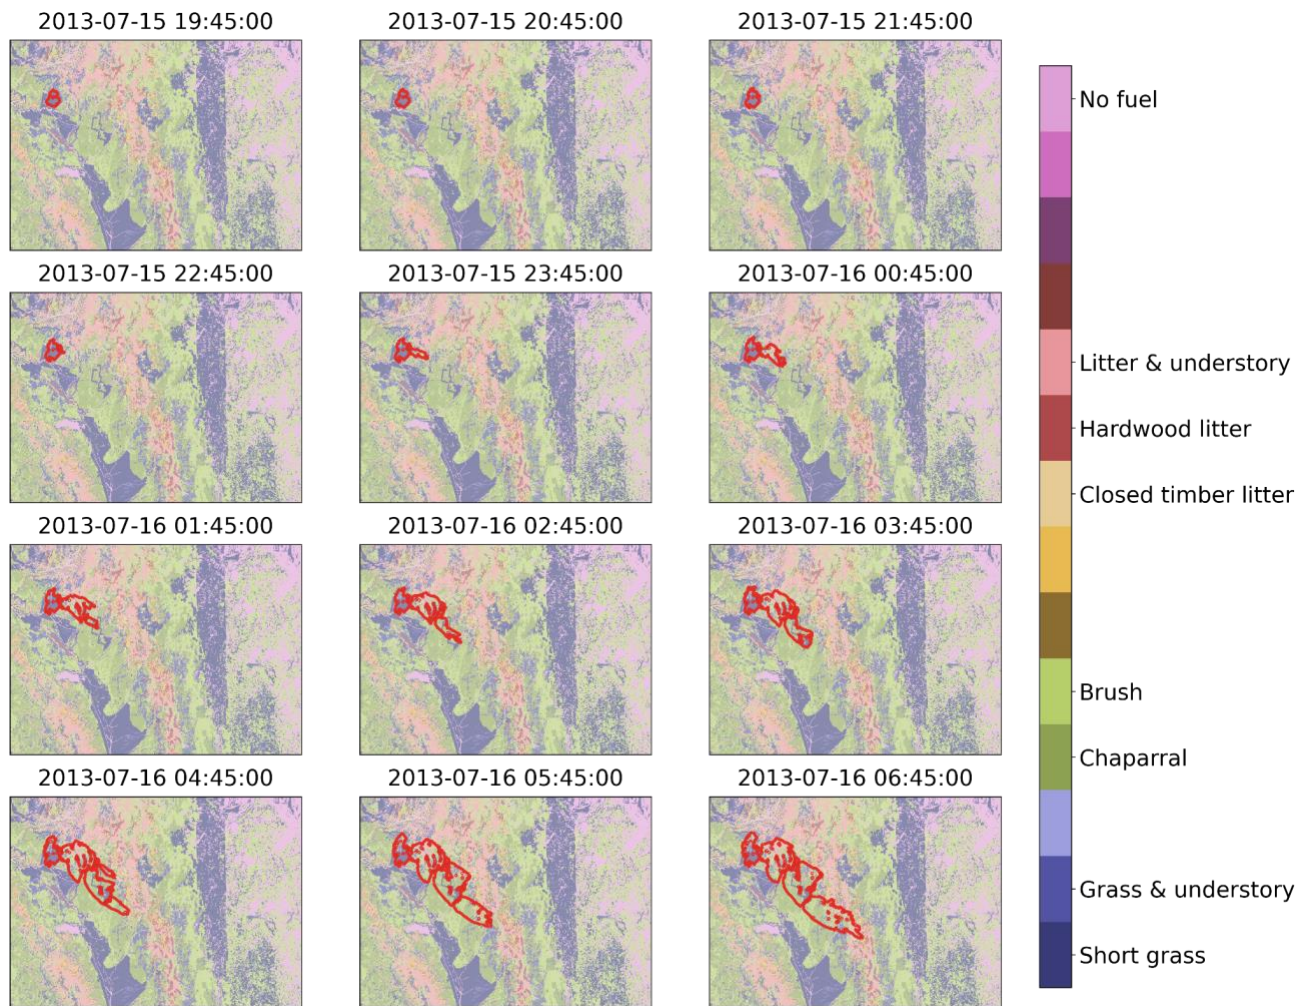 2013-07-15 19:45:00
2013-07-15 20:45:00
2013-07-15 21:45:00
2013-07-15 22:45:00
2013-07-15 23:45:00
2013-07-16 00:45:00
2013-07-16 01:45:00
2013-07-16 02:45:00
2013-07-16 03:45:00
2013-07-16 04:45:00
2013-07-16 05:45:00
2013-07-16 06:45:00
No fuel
Litter & understory
Hardwood litter
Closed timber litter
Brush
Chaparral
Grass & understory
Short grass